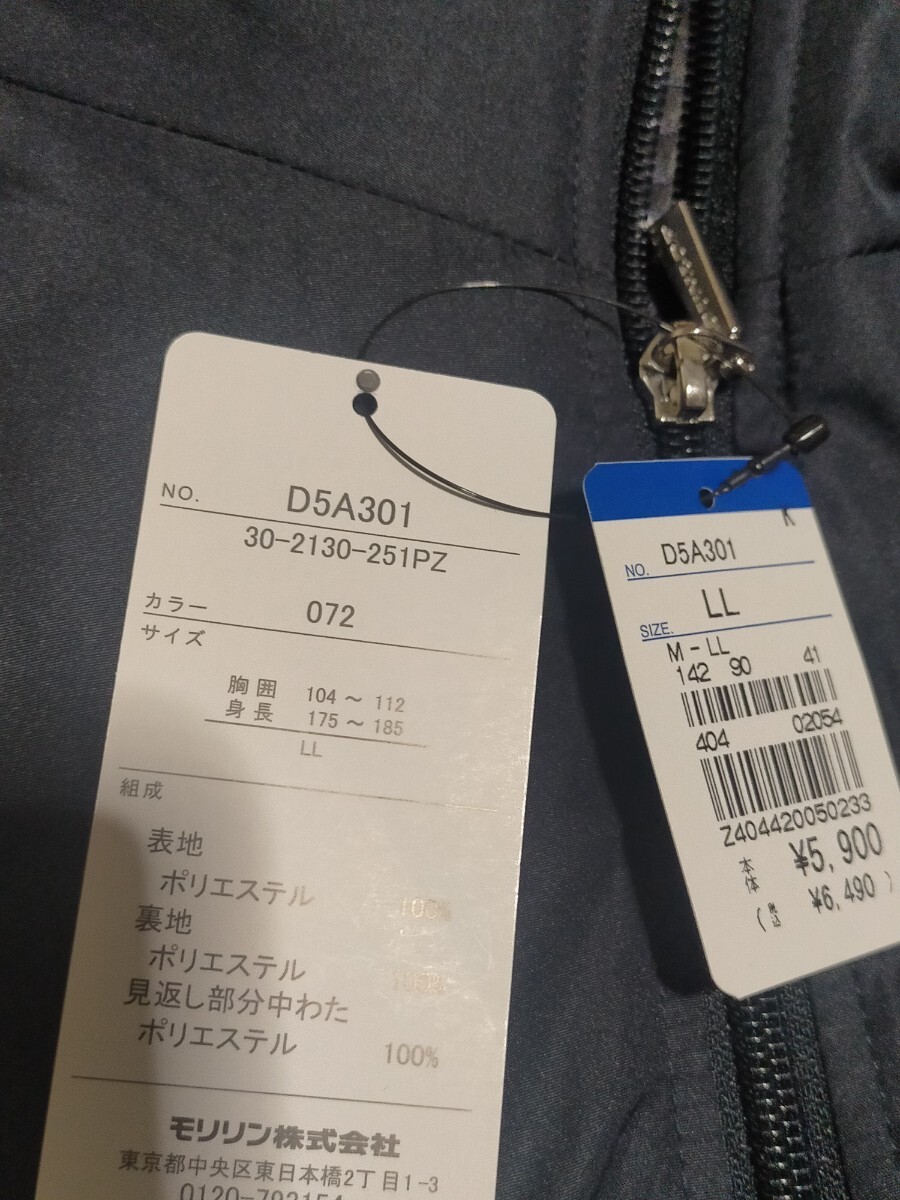 NO. D5A301
30-2130-251PZ
カラー 072
サイズ
胸囲 104～112
身長 175～185
LL
組成
表地
ポリエステル 100%
裏地
ポリエステル 100%
見返し部分中わた
ポリエステル 100%
モリリン株式会社
東京都中央区東日本橋2丁目1-3
K
NO. D5A301
SIZE. LL
M-LL
142 90 41
404 02054
Z404420050233
本体 ¥5,900
(税込 ¥6,490)